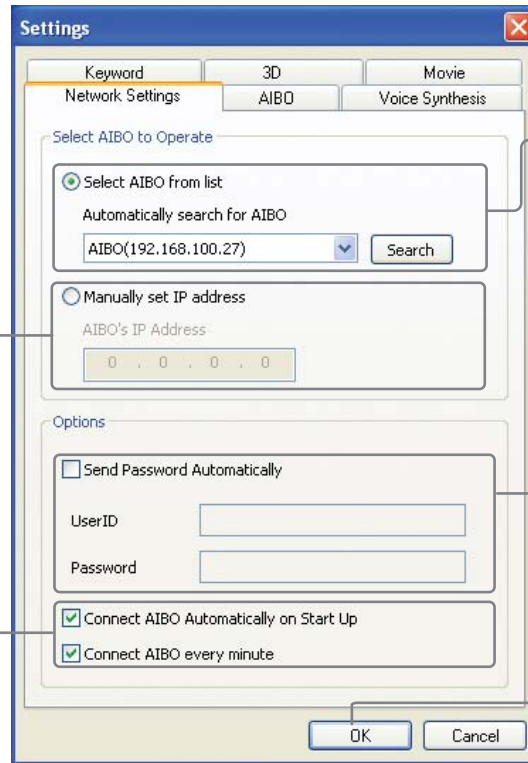 Settings
Keyword 3D Movie
Network Settings AIBO Voice Synthesis
Select AIBO to Operate
Select AIBO from list
Automatically search for AIBO
AIBO(192.168.100.27) Search
Manually set IP address
AIBO's IP Address
0 . 0 . 0 . 0
Options
Send Password Automatically
UserID
Password
Connect AIBO Automatically on Start Up
Connect AIBO every minute
OK Cancel